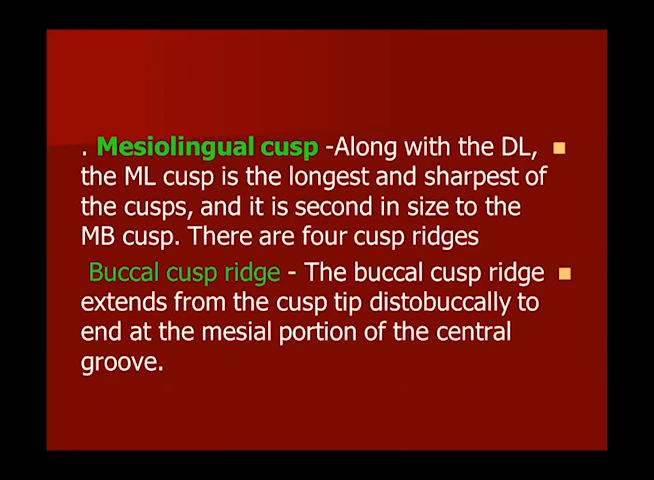 . Mesiolingual cusp -Along with the DL,
the ML cusp is the longest and sharpest of
the cusps, and it is second in size to the
MB cusp. There are four cusp ridges
Buccal cusp ridge - The buccal cusp ridge
extends from the cusp tip distobuccally to
end at the mesial portion of the central
groove.